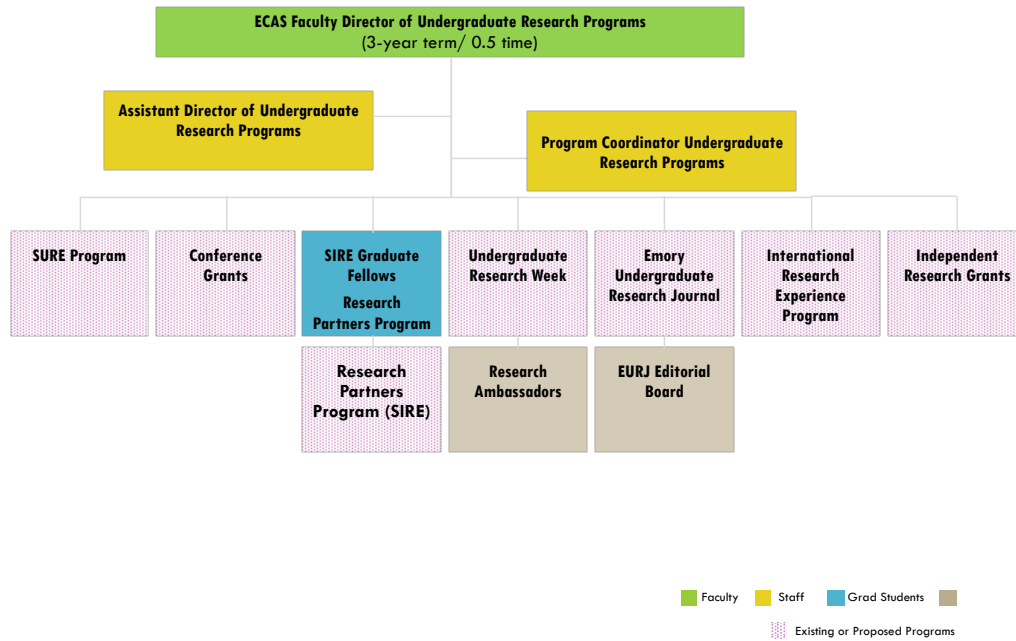 ECAS Faculty Director of Undergraduate Research Programs
(3-year term/ 0.5 time)
Assistant Director of Undergraduate
Research Programs
Program Coordinator Undergraduate
Research Programs
SURE Program
Conference
Grants
SIRE Graduate
Fellows
Research
Partners Program
Undergraduate
Research Week
Emory
Undergraduate
Research Journal
International
Research
Experience
Program
Independent
Research Grants
Research
Partners
Program (SIRE)
Research
Ambassadors
EURJ Editorial
Board
Faculty
Staff
Grad Students
Existing or Proposed Programs